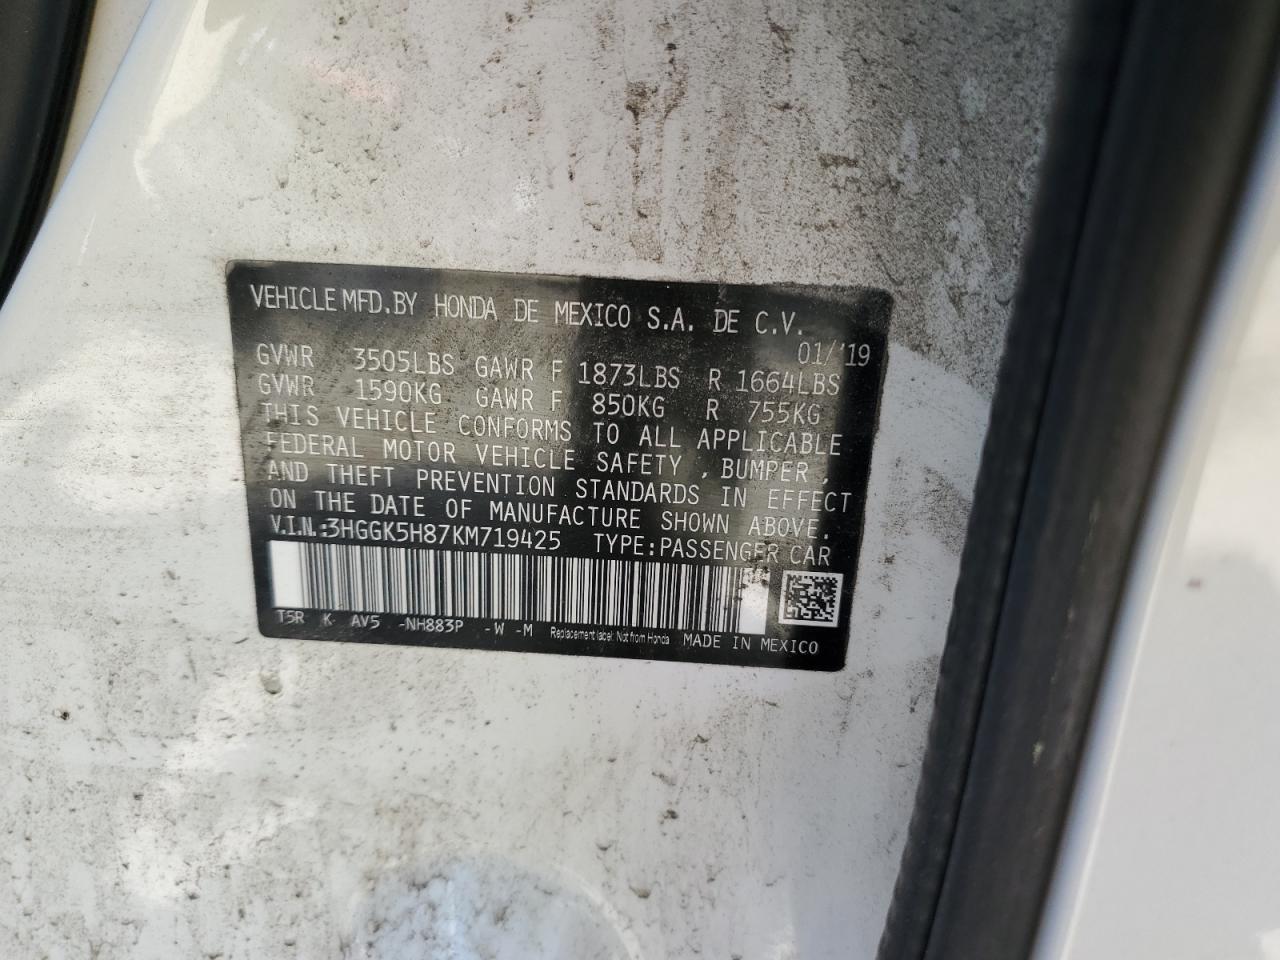 VEHICLE MFD.BY HONDA DE MEXICO S.A. DE C.V.
01/'19
GVWR 3505LBS GAWR F 1873LBS R 1664LBS
GVWR 1590KG GAWR F 850KG R 755KG
THIS VEHICLE CONFORMS TO ALL APPLICABLE
FEDERAL MOTOR VEHICLE SAFETY , BUMPER ,
AND THEFT PREVENTION STANDARDS IN EFFECT
ON THE DATE OF MANUFACTURE SHOWN ABOVE.
V.I.N.:3HGGK5H87KM719425 TYPE:PASSENGER CAR
T5R K AV5 -NH883P -W -M Replacement label: Not from Honda MADE IN MEXICO